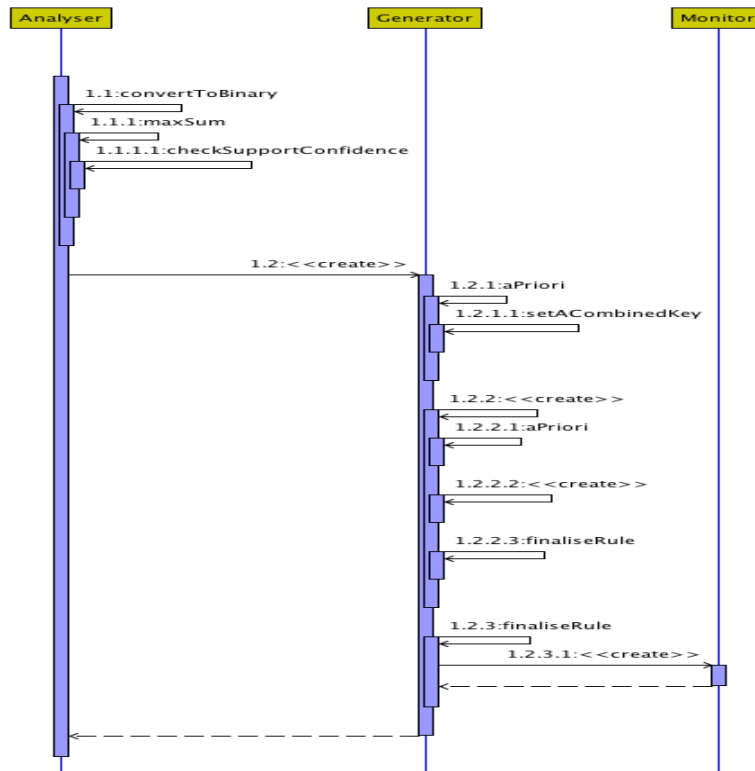 Analyser
Generator
Monitor
1.1:convertToBinary
1.1.1:maxSum
1.1.1.1:checkSupportConfidence
1.2:<<create>>
1.2.1:aPriori
1.2.1.1:setACombinedKey
1.2.2:<<create>>
1.2.2.1:aPriori
1.2.2.2:<<create>>
1.2.2.3:finaliseRule
1.2.3:finaliseRule
1.2.3.1:<<create>>